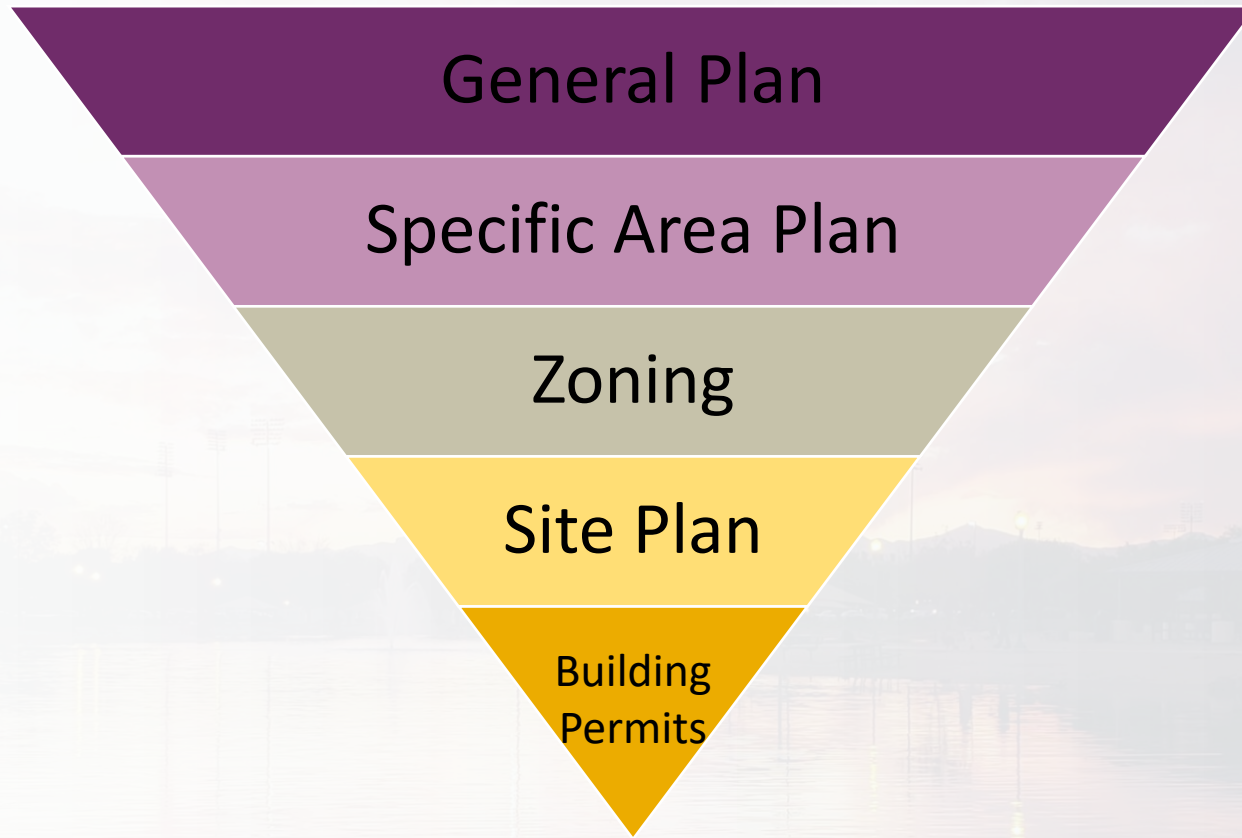 General Plan
Specific Area Plan
Zoning
Site Plan
Building
Permits